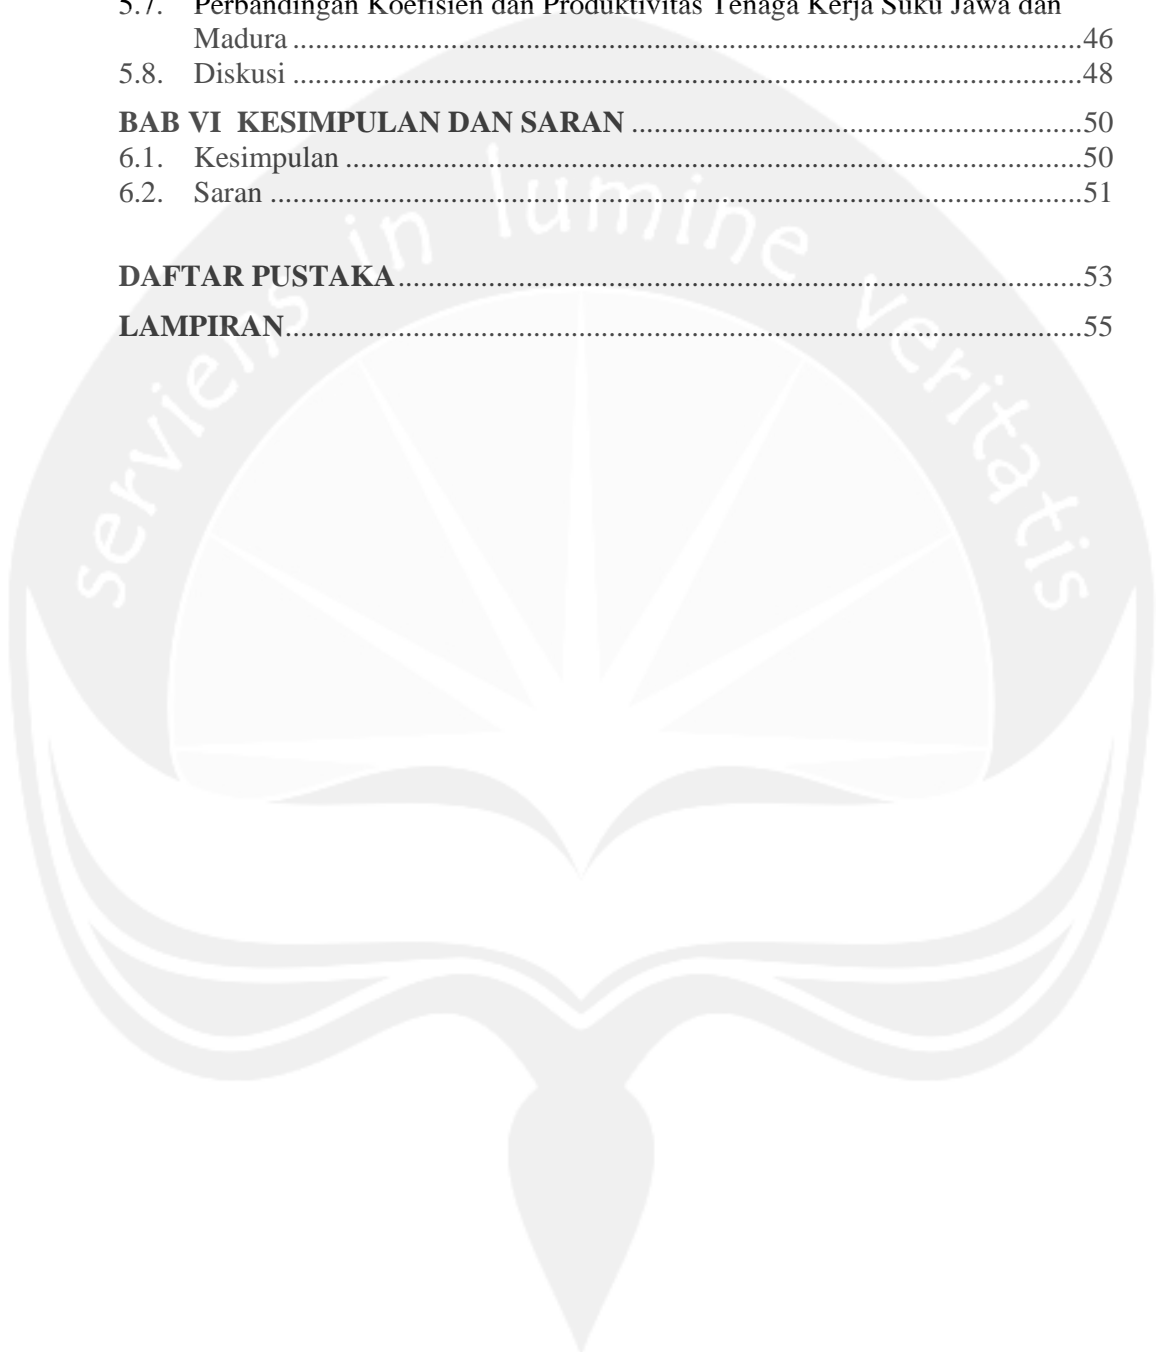 5.7. Perbandingan Koefisien dan Produktivitas Tenaga Kerja Suku Jawa dan
Madura ..........................................................................................................46
5.8. Diskusi ..........................................................................................................48
BAB VI KESIMPULAN DAN SARAN ..............................................................50
6.1. Kesimpulan ...................................................................................................50
6.2. Saran .............................................................................................................51
DAFTAR PUSTAKA ...........................................................................................53
LAMPIRAN..........................................................................................................55
serviens in lumine veritatis